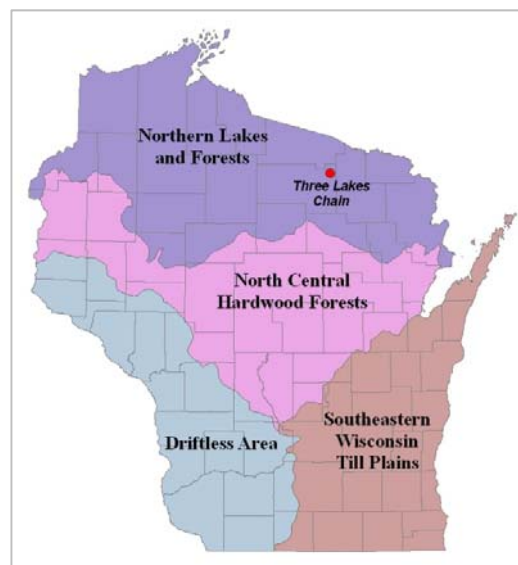 Northern Lakes
and Forests
Three Lakes
Chain
North Central
Hardwood Forests
Southeastern
Wisconsin
Till Plains
Driftless Area